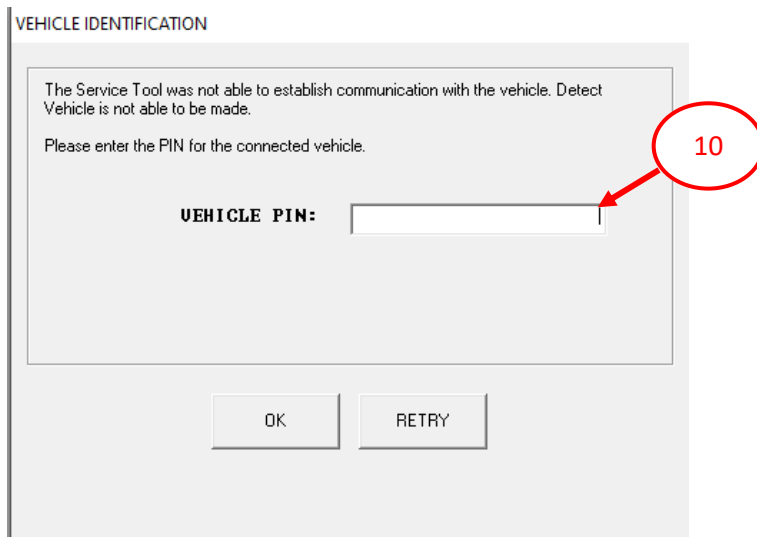 VEHICLE IDENTIFICATION
The Service Tool was not able to establish communication with the vehicle. Detect
Vehicle is not able to be made.
Please enter the PIN for the connected vehicle.
10
VEHICLE PIN:
OK
RETRY